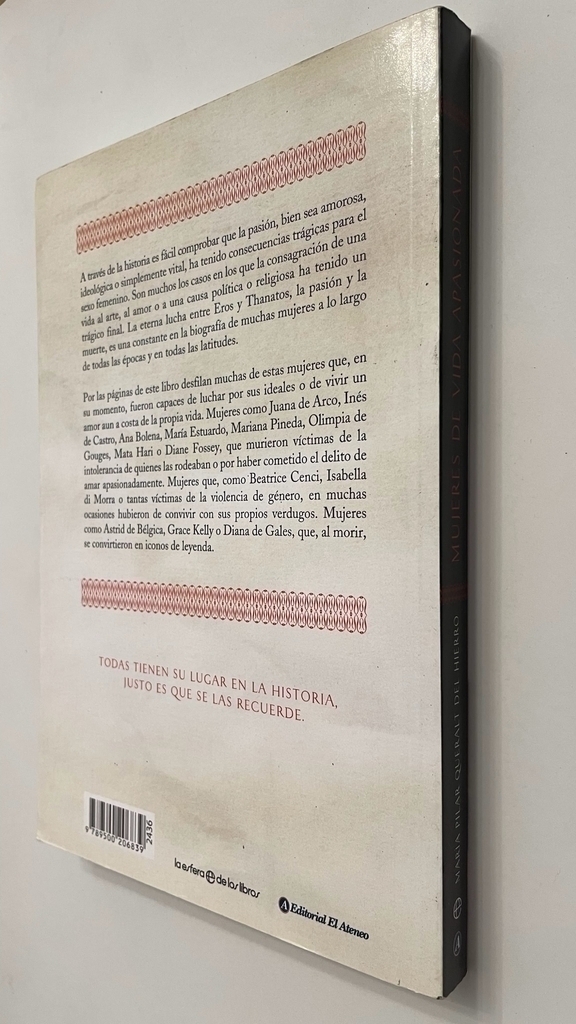 A través de la historia es fácil comprobar que la pasión, bien sea amorosa,
ideológica o simplemente vital, ha tenido consecuencias trágicas para el
sexo femenino. Son muchos los casos en los que la consagración de una
vida al arte, al amor o a una causa política o religiosa ha tenido un
trágico final. La eterna lucha entre Eros y Thanatos, la pasión y la
muerte, es una constante en la biografía de muchas mujeres a lo largo
de todas las épocas y en todas las latitudes.
Por las páginas de este libro desfilan muchas de estas mujeres que, en
su momento, fueron capaces de luchar por sus ideales o de vivir un
amor aun a costa de la propia vida. Mujeres como Juana de Arco, Inés
de Castro, Ana Bolena, María Estuardo, Mariana Pineda, Olimpia de
Gouges, Mata Hari o Diane Fossey, que murieron víctimas de la
intolerancia de quienes las rodeaban o por haber cometido el delito de
amar apasionadamente. Mujeres que, como Beatrice Cenci, Isabella
di Morra o tantas víctimas de la violencia de género, en muchas
ocasiones hubieron de convivir con sus propios verdugos. Mujeres
como Astrid de Bélgica, Grace Kelly o Diana de Gales, que, al morir,
se convirtieron en iconos de leyenda.
TODAS TIENEN SU LUGAR EN LA HISTORIA,
JUSTO ES QUE SE LAS RECUERDE.
9 789500 206839
2436
la esfera de los libros
A Editorial El Ateneo
MARÍA PILAR QUERALT DEL HIERRO
MUJERES DE VIDA APASIONADA